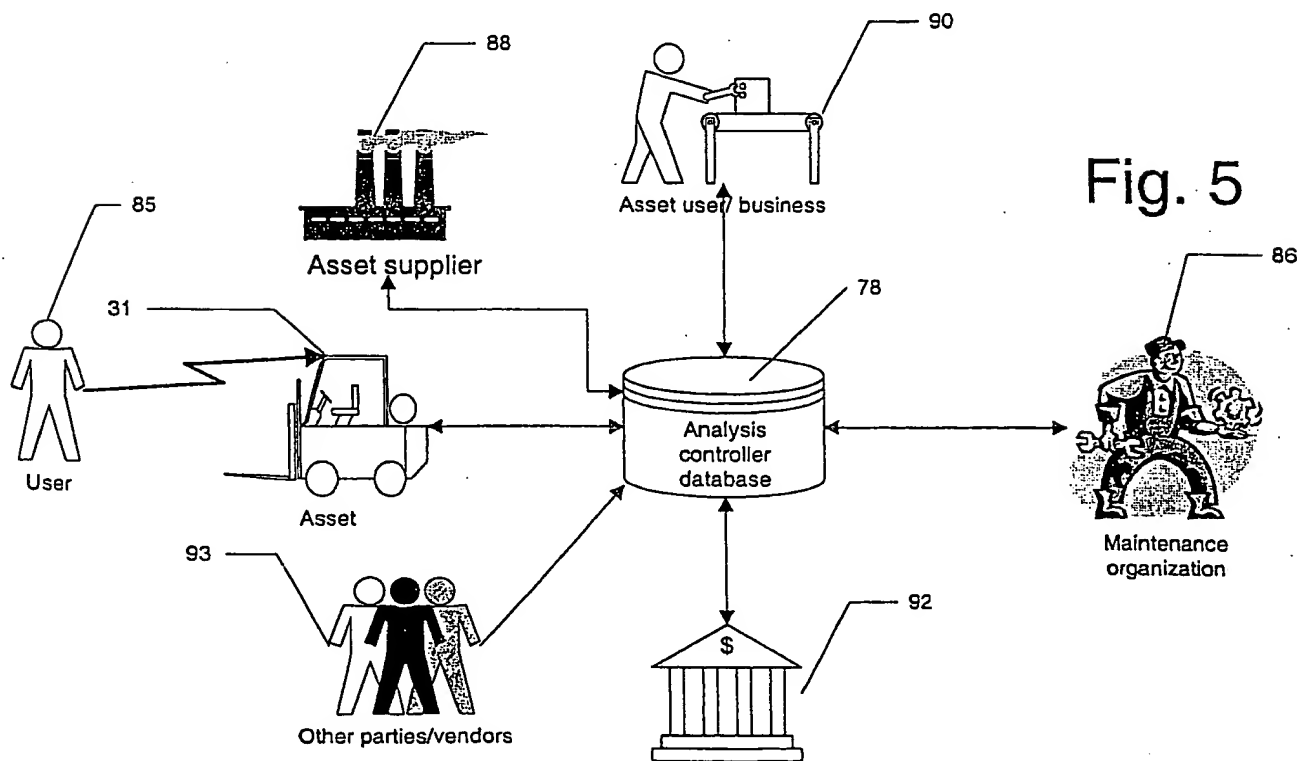 88
90
Fig. 5
Asset user/ business
85
Asset supplier
86
78
31
Analysis
controller
database
User
Asset
Maintenance
organization
93
92
$
Other parties/vendors